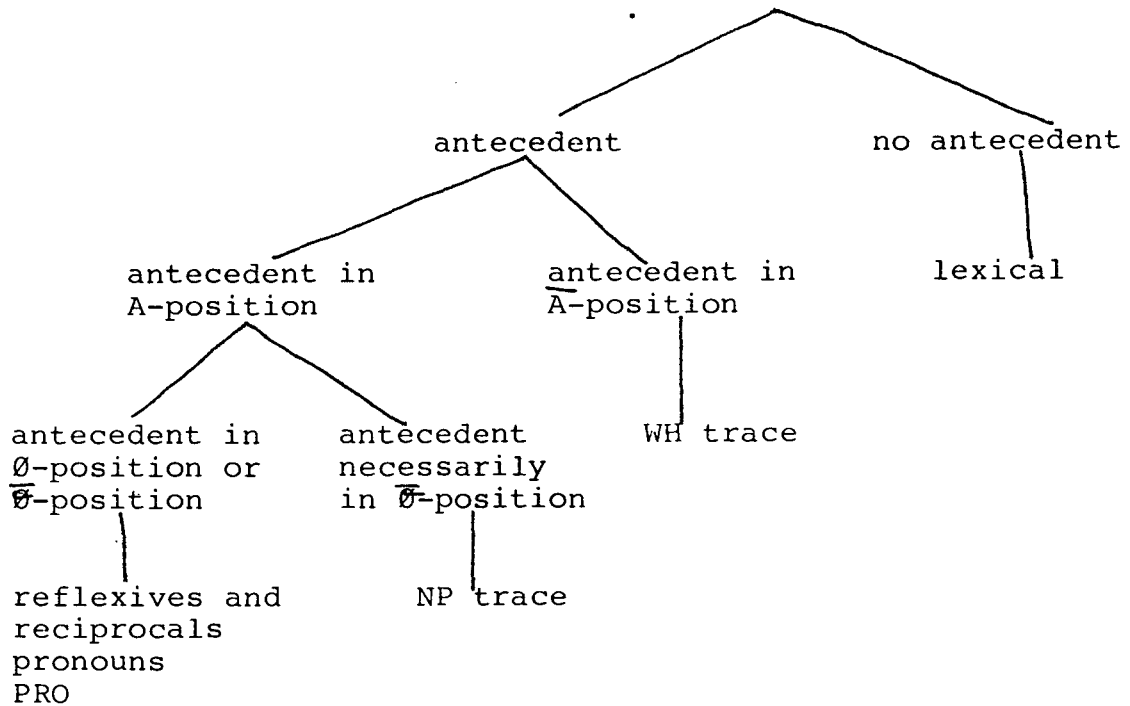 antecedent
no antecedent
antecedent in
A-position
antecedent in
A̅-position
lexical
antecedent in
Ø-position or
Ø̅-position
antecedent
necessarily
in Ø̅-position
WH trace
reflexives and
reciprocals
pronouns
PRO
NP trace